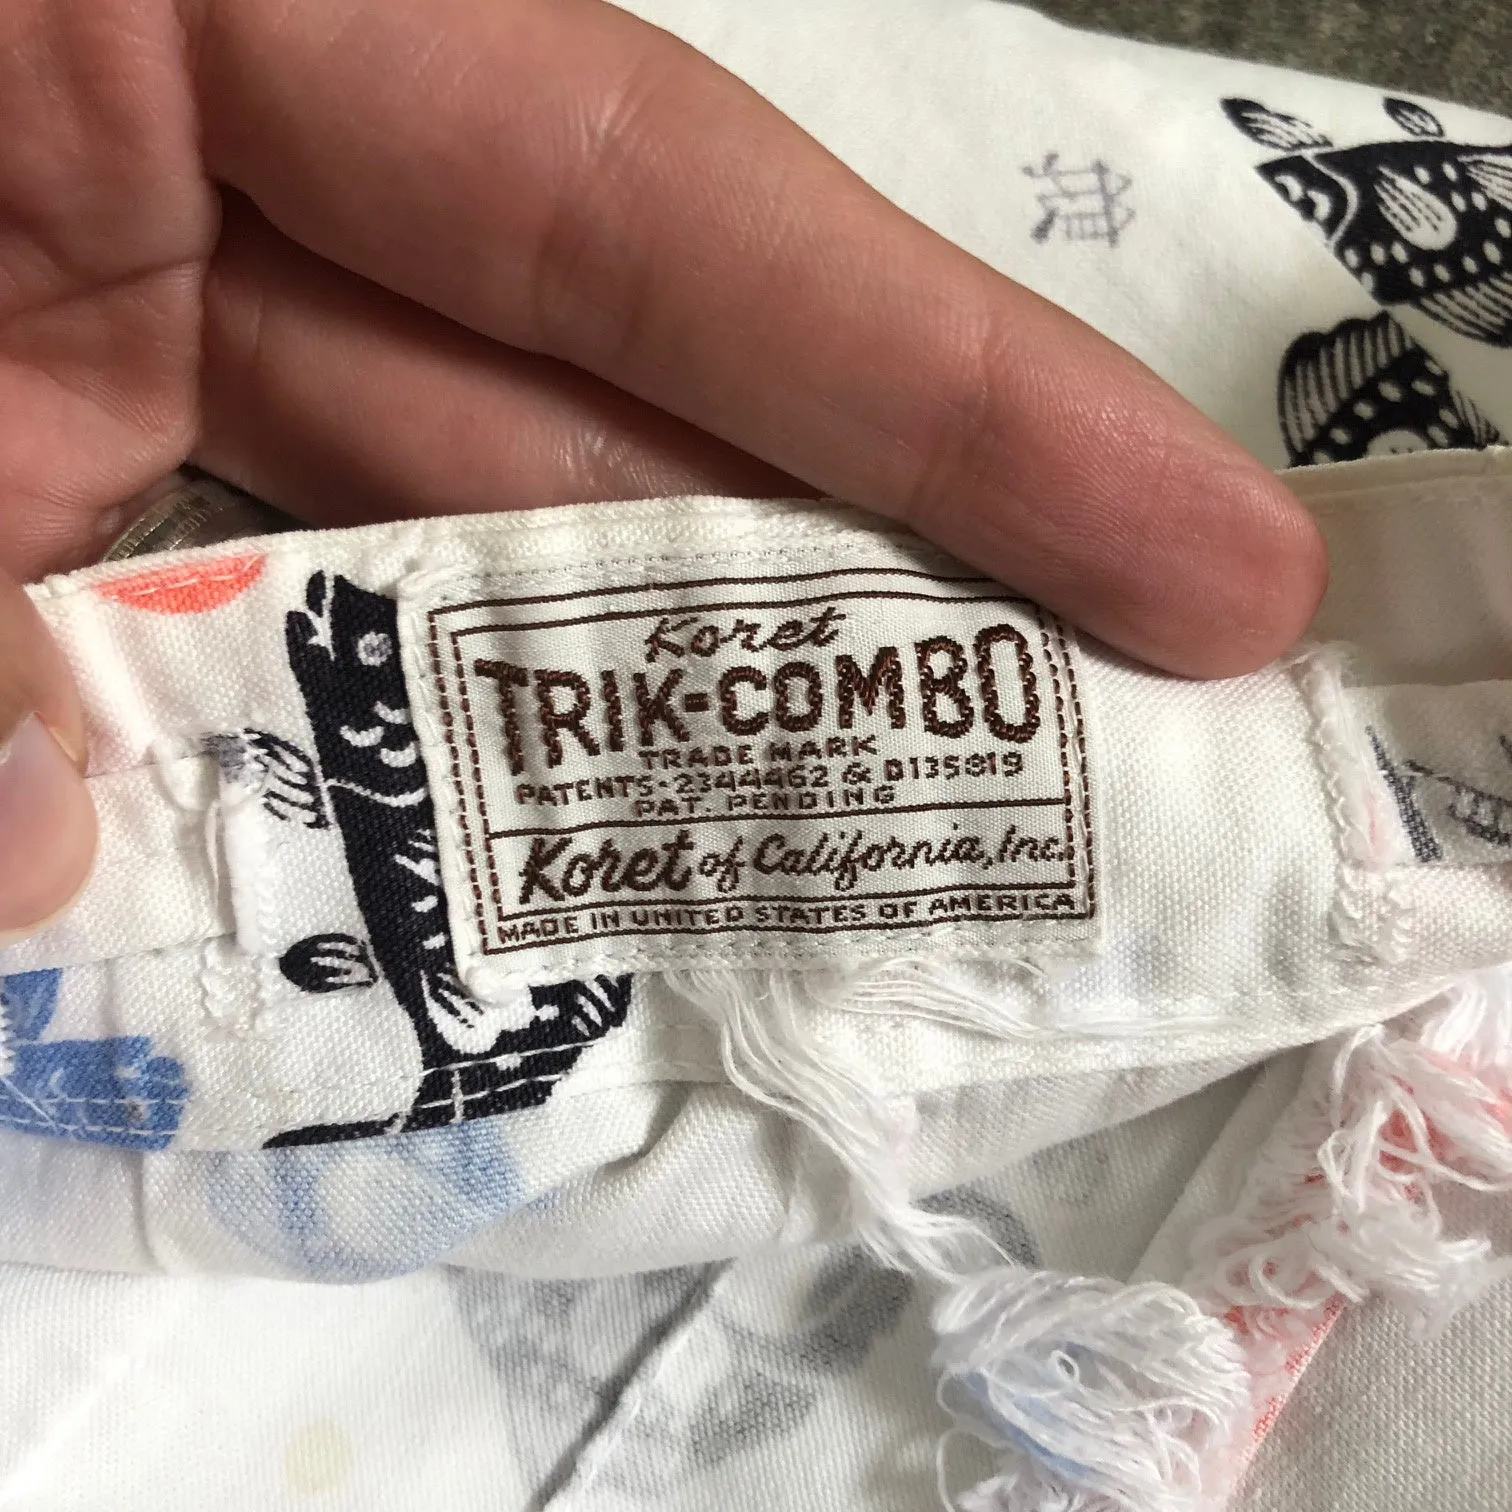 Koret
TRIK-COMBO
TRADE MARK
PATENTS-2344462 & D135819
PAT. PENDING
Koret of California, Inc.
MADE IN UNITED STATES OF AMERICA